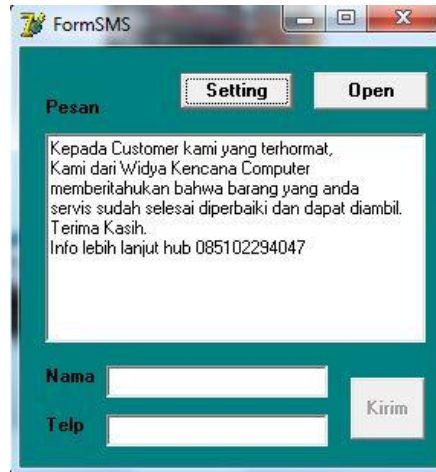 FormSMS
Setting
Open
Pesan
Kepada Customer kami yang terhormat,
Kami dari Widya Kencana Computer
memberitahukan bahwa barang yang anda
servis sudah selesai diperbaiki dan dapat diambil.
Terima Kasih.
Info lebih lanjut hub 085102294047
Nama
Telp
Kirim